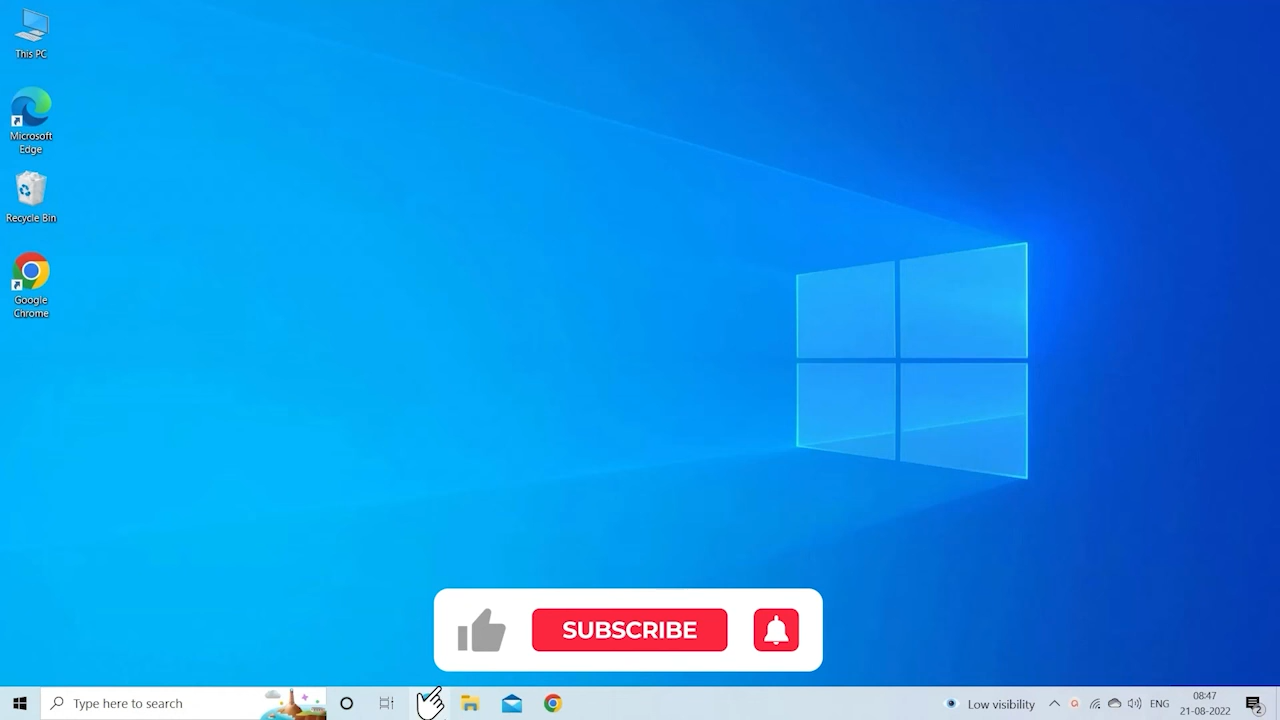 This PC
Microsoft
Edge
Recycle Bin
Google
Chrome
SUBSCRIBE
Type here to search
Low visibility
ENG
08:47
21-08-2022
2